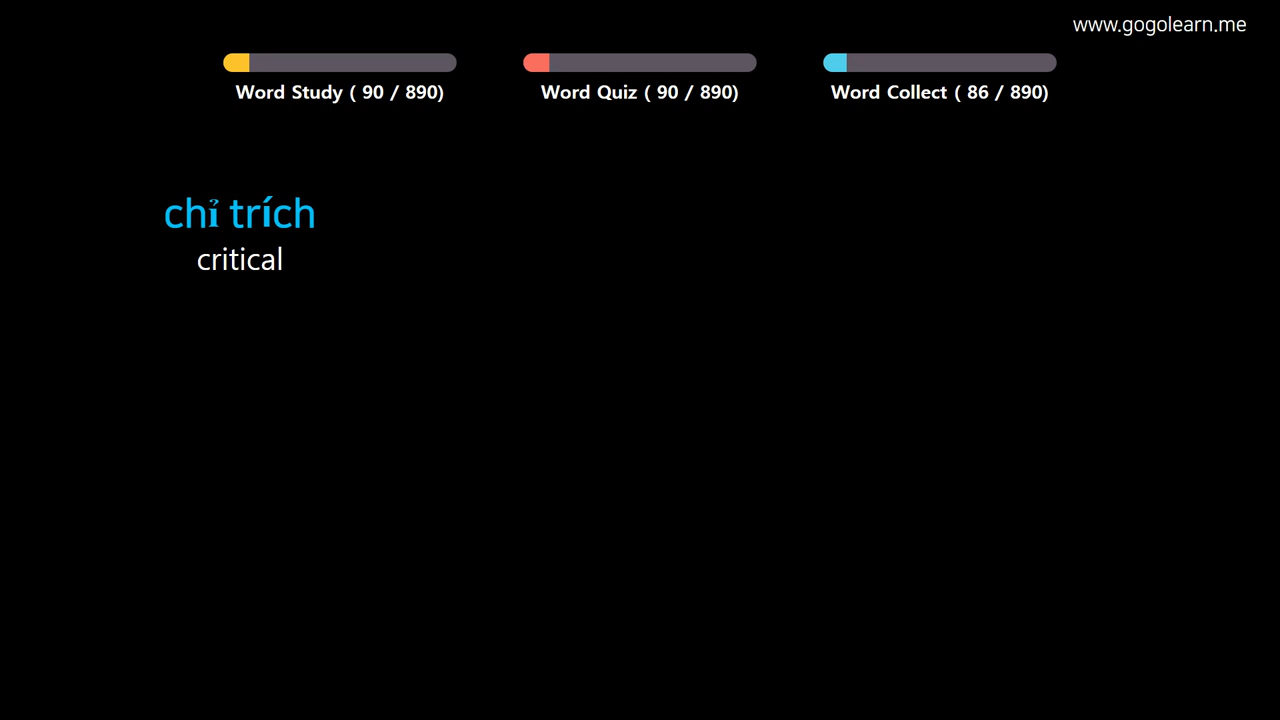 www.gogolearn.me
Word Study ( 90 / 890)
Word Quiz ( 90 / 890)
Word Collect ( 86 / 890)
chỉ trích
critical